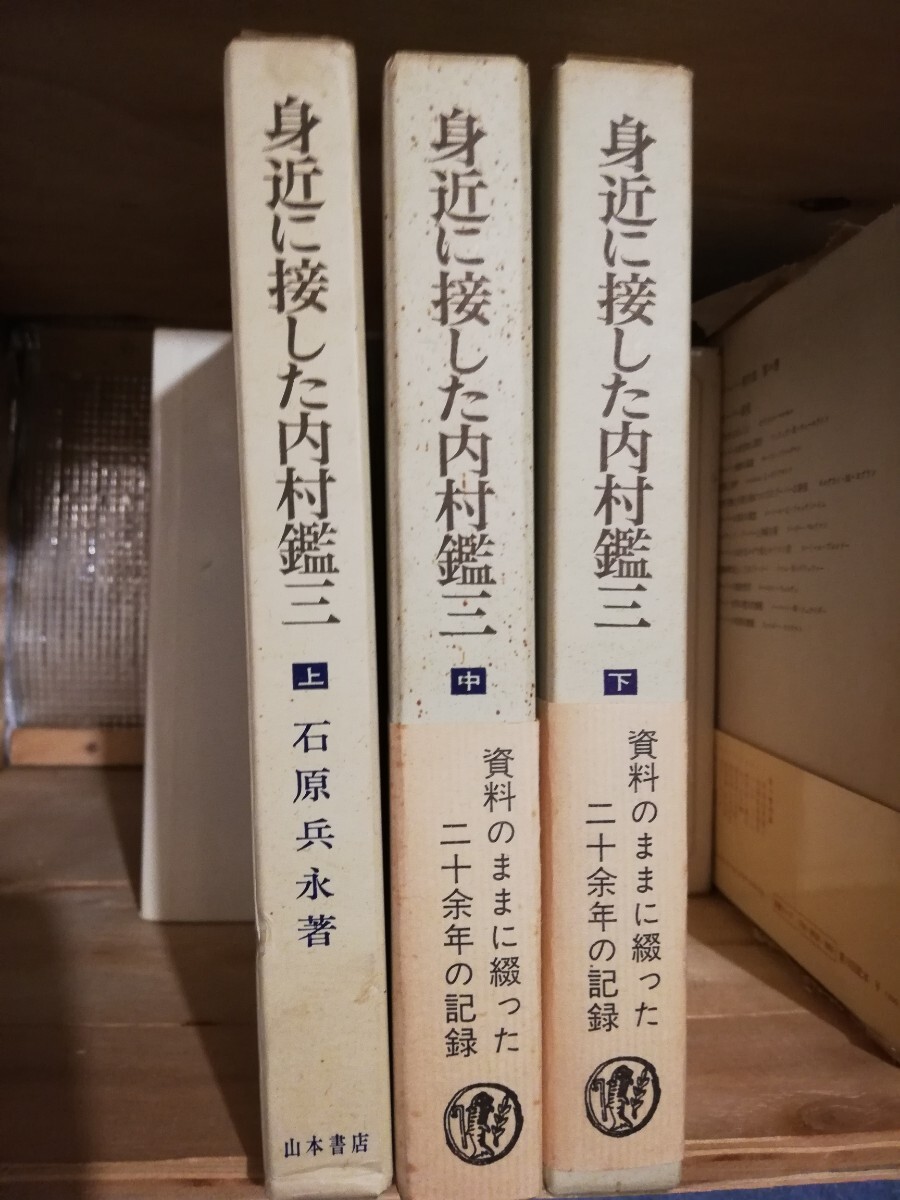 身近に接した内村鑑三
上
石原兵永著
山本書店
身近に接した内村鑑三
中
資料のままに綴った
二十余年の記録
身近に接した内村鑑三
下
資料のままに綴った
二十余年の記録